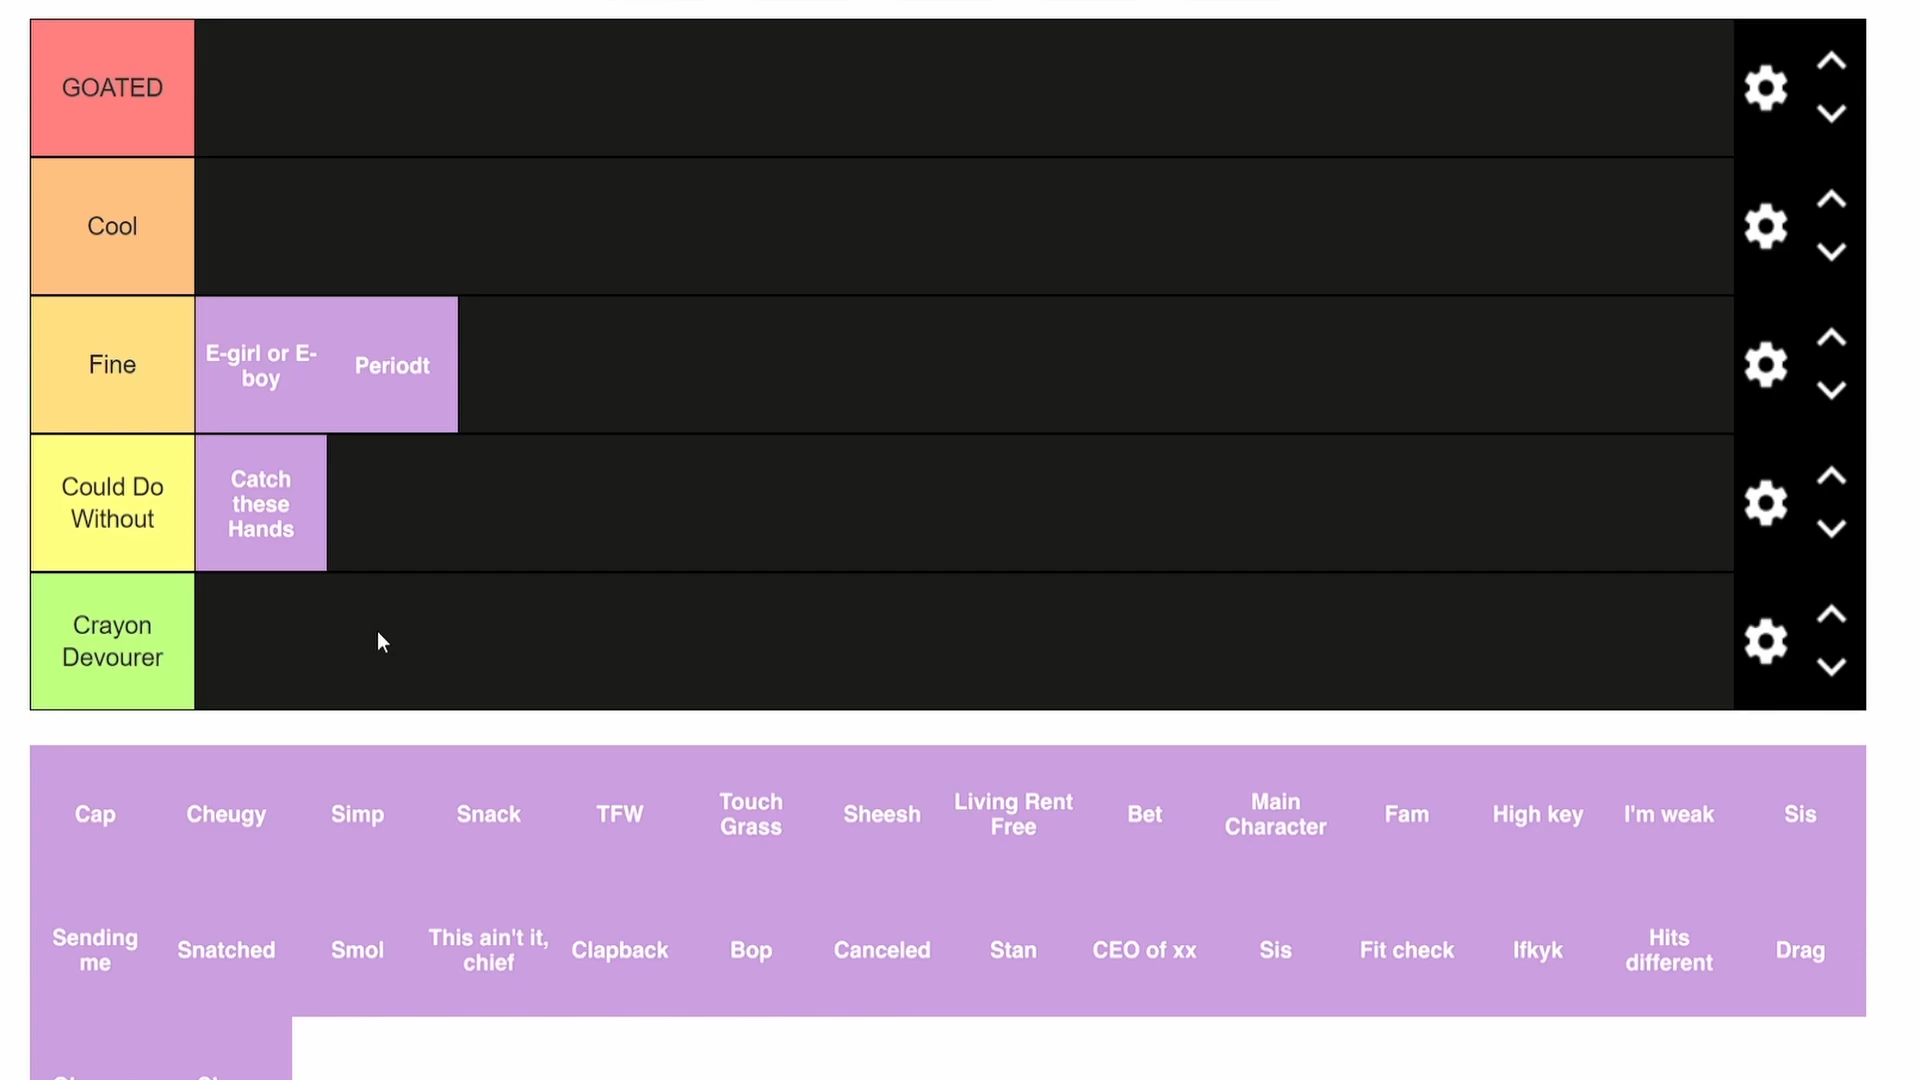 GOATED
Cool
Fine
E-girl or E-
boy
Periodt
Could Do
Without
Catch
these
Hands
Crayon
Devourer
Cap
Cheugy
Simp
Snack
TFW
Touch
Grass
Sheesh
Living Rent
Free
Bet
Main
Character
Fam
High key
I'm weak
Sis
Sending
me
Snatched
Smol
This ain't it,
chief
Clapback
Bop
Canceled
Stan
CEO of xx
Sis
Fit check
Ifkyk
Hits
different
Drag